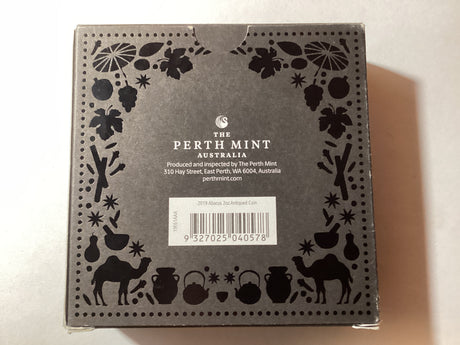 THE
PERTH MINT
AUSTRALIA
Produced and inspected by The Perth Mint
310 Hay Street, East Perth, WA 6004, Australia
perthmint.com
2019 Abacus 2oz Antiqued Coin
9 327025 040578